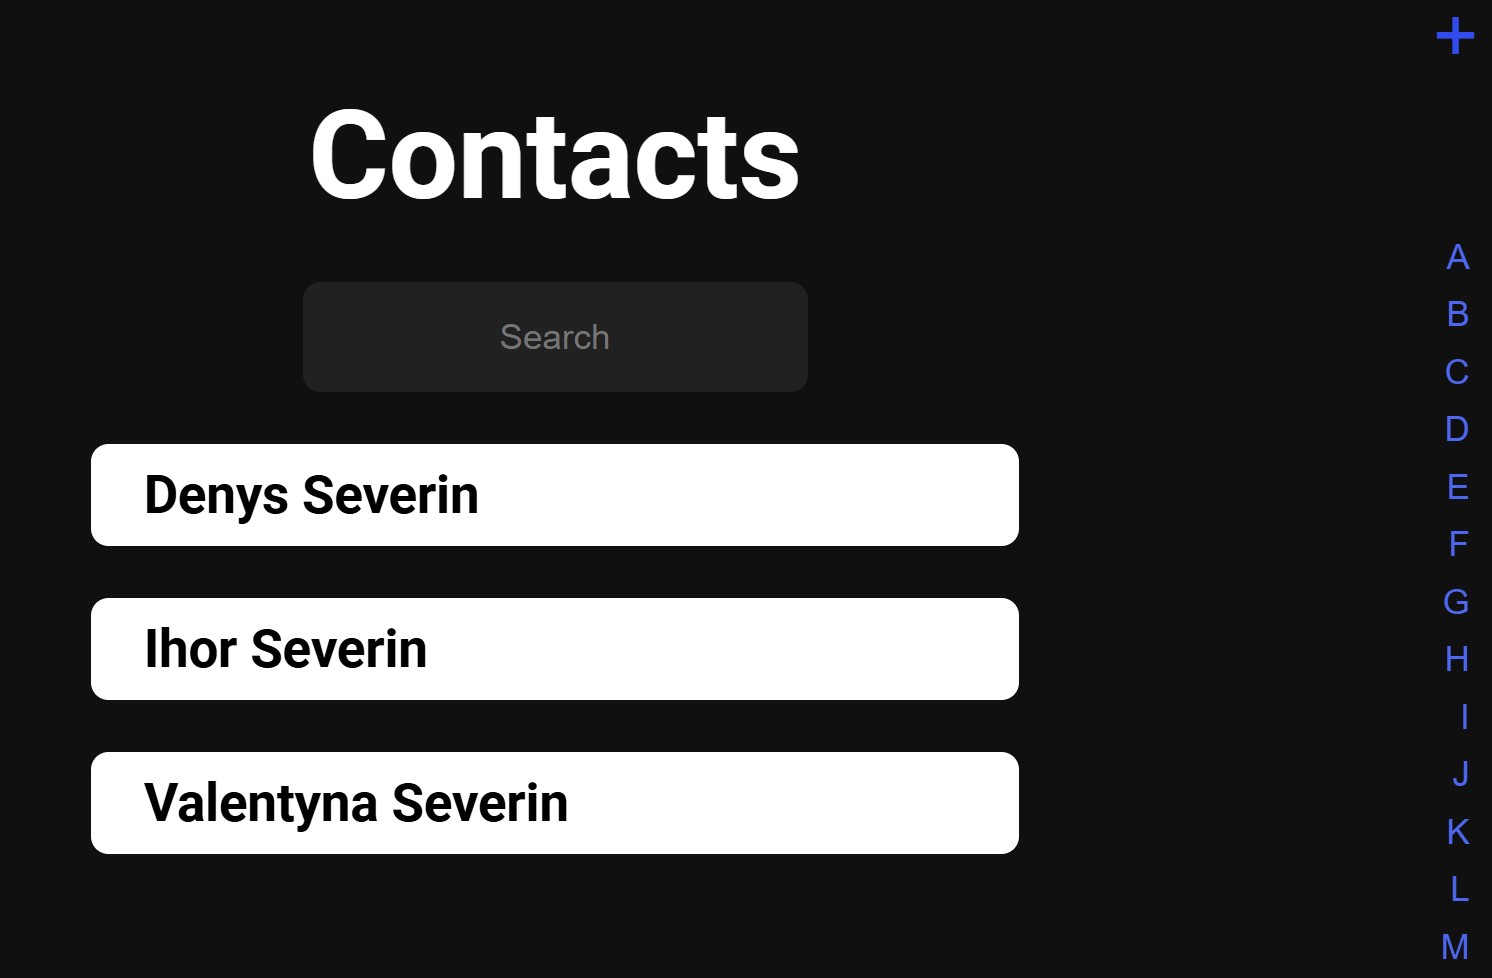 +
Contacts
Search
Denys Severin
Ihor Severin
Valentyna Severin
A
B
C
D
E
F
G
H
I
J
K
L
M